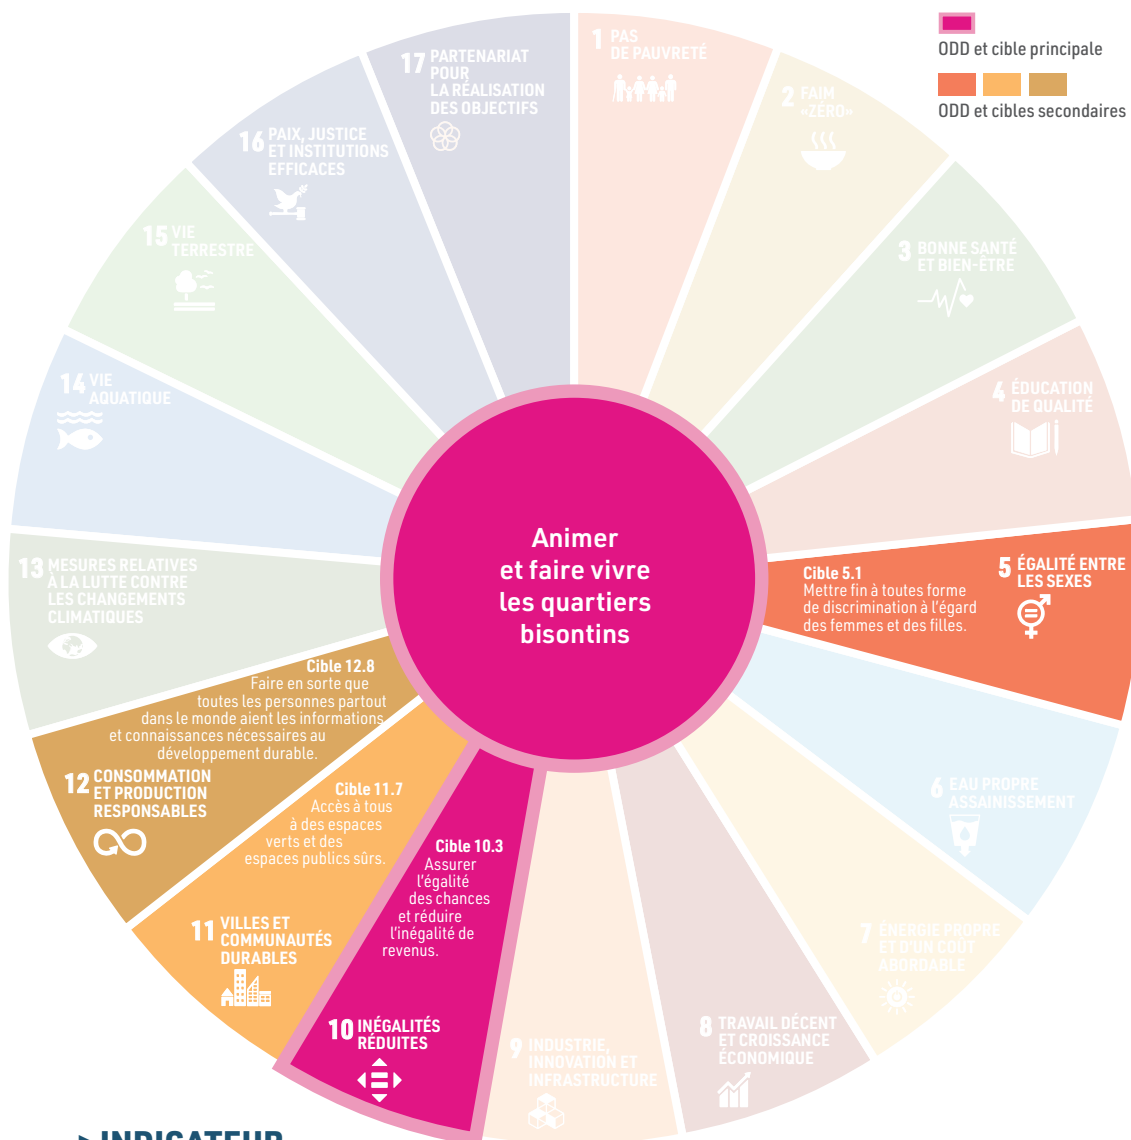 ODD et cible principale
ODD et cibles secondaires
1 PAS
DE PAUVRETÉ
2 FAIM
«ZÉRO»
3 BONNE SANTÉ
ET BIEN-ÊTRE
4 ÉDUCATION
DE QUALITÉ
5 ÉGALITÉ ENTRE
LES SEXES
Cible 5.1
Mettre fin à toutes forme
de discrimination à l'égard
des femmes et des filles.
6 EAU PROPRE
ASSAINISSEMENT
7 ÉNERGIE PROPRE
ET D'UN COÛT
ABORDABLE
8 TRAVAIL DÉCENT
ET CROISSANCE
ÉCONOMIQUE
9 INDUSTRIE,
INNOVATION ET
INFRASTRUCTURE
Cible 10.3
Assurer
l'égalité
des chances
et réduire
l'inégalité de
revenus.
10 INÉGALITÉS
RÉDUITES
Cible 11.7
Accès à tous
à des espaces
verts et des
espaces publics sûrs.
11 VILLES ET
COMMUNAUTÉS
DURABLES
Cible 12.8
Faire en sorte que
toutes les personnes partout
dans le monde aient les informations
et connaissances nécessaires au
développement durable.
12 CONSOMMATION
ET PRODUCTION
RESPONSABLES
13 MESURES RELATIVES
À LA LUTTE CONTRE
LES CHANGEMENTS
CLIMATIQUES
14 VIE
AQUATIQUE
15 VIE
TERRESTRE
16 PAIX, JUSTICE
ET INSTITUTIONS
EFFICACES
17 PARTENARIAT
POUR
LA RÉALISATION
DES OBJECTIFS
Animer
et faire vivre
les quartiers
bisontins
INDICATEUR